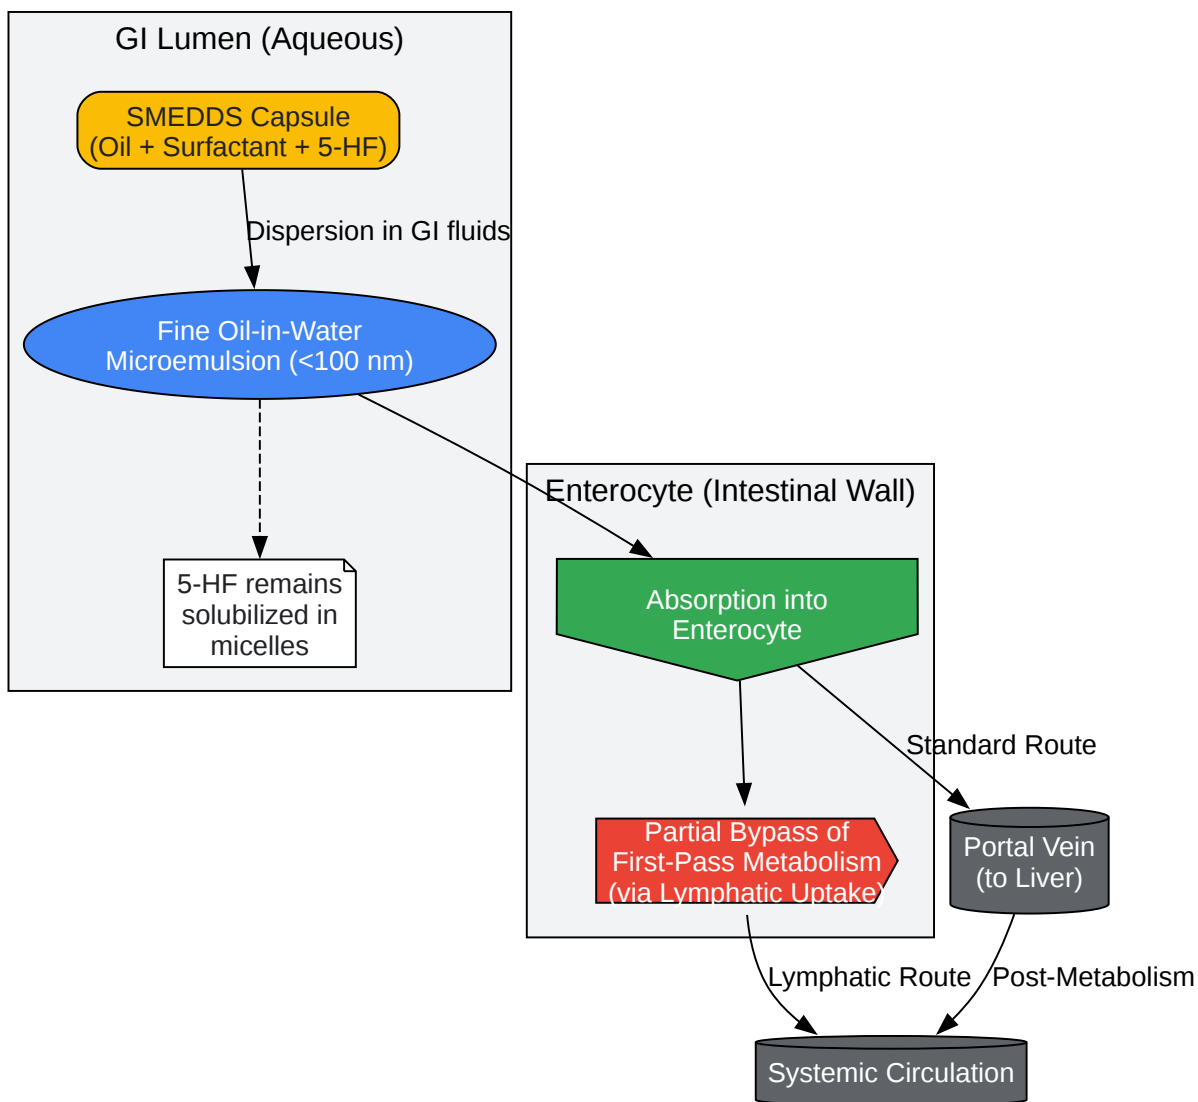 GI Lumen (Aqueous)
SMEDDS Capsule
(Oil + Surfactant + 5-HF)
Dispersion in GI fluids
Fine Oil-in-Water
Microemulsion (<100 nm)
5-HF remains
solubilized in
micelles
Enterocyte (Intestinal Wall)
Absorption into
Enterocyte
Standard Route
Partial Bypass of
First-Pass Metabolism
(via Lymphatic Uptake)
Portal Vein
(to Liver)
Lymphatic Route
Post-Metabolism
Systemic Circulation